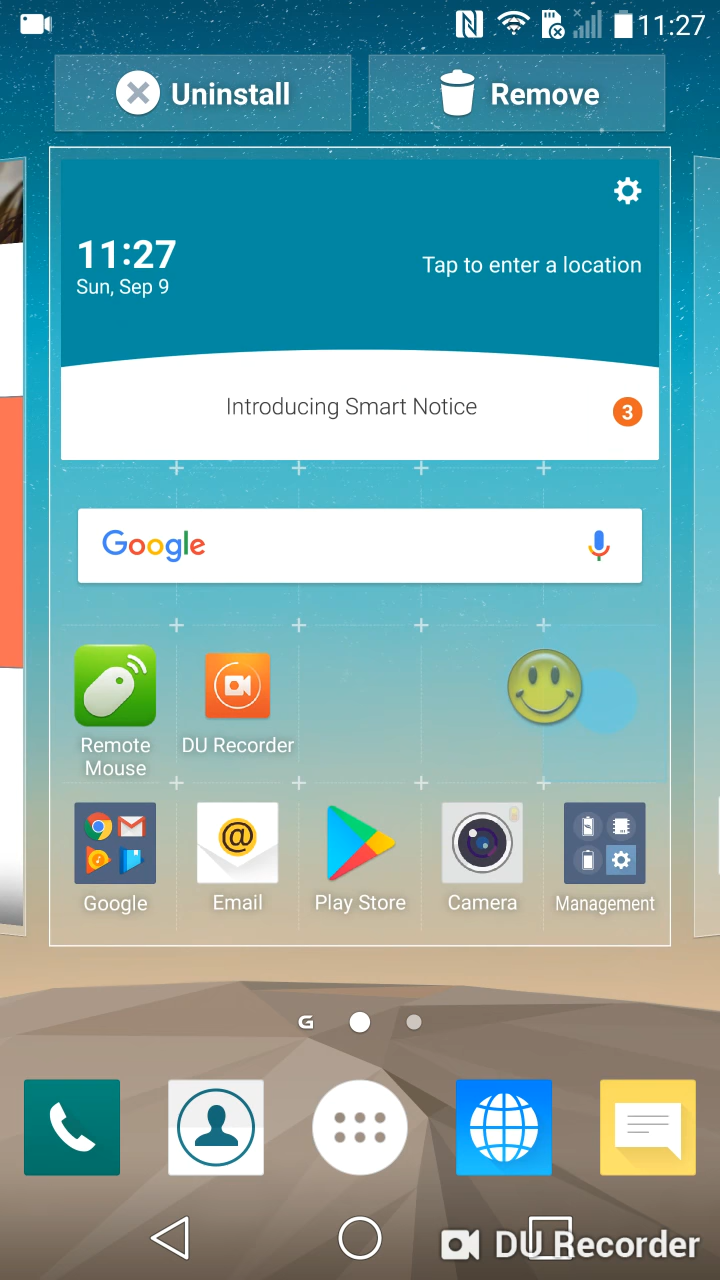 11:27
Uninstall
Remove
11:27
Sun, Sep 9
Tap to enter a location
Introducing Smart Notice
3
Google
Remote
Mouse
DU Recorder
@
Google
Email
Play Store
Camera
Management
G
DU Recorder